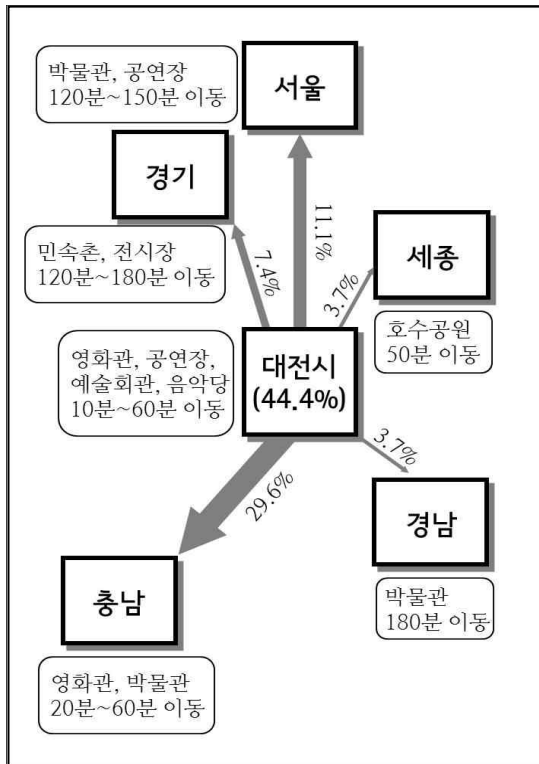 박물관, 공연장
120분~150분 이동
서울
경기
11.1%
7.4%
민속촌, 전시장
120분~180분 이동
세종
3.7%
호수공원
50분 이동
영화관, 공연장,
예술회관, 음악당
10분~60분 이동
대전시
(44.4%)
3.7%
29.6%
경남
박물관
180분 이동
충남
영화관, 박물관
20분~60분 이동